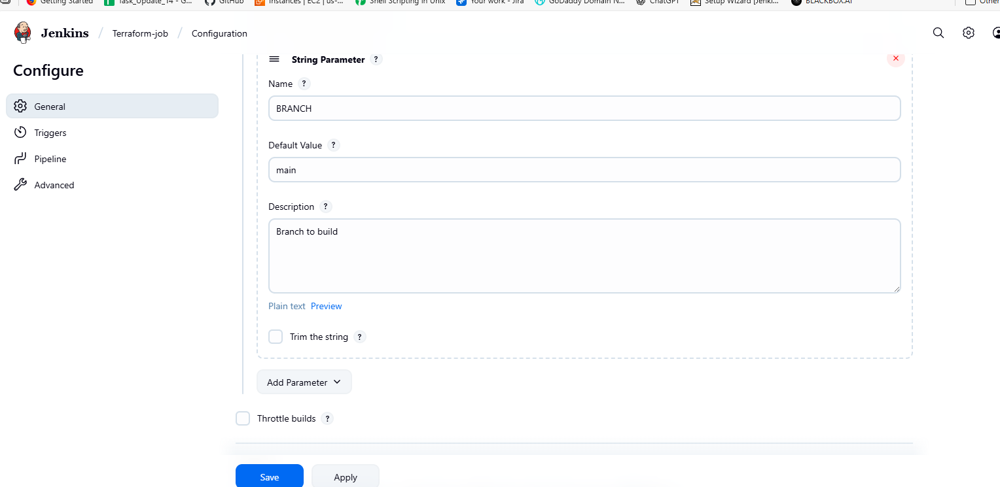 Getting Started Task_Update_14 - G... GitHub Instances | EC2 | us-... Shell Scripting in Unix Your work - Jira GoDaddy Domain N... ChatGPT Setup Wizard [Jenki... BLACKBOX.AI Other
Jenkins / Terraform-job / Configuration
Configure
General
Triggers
Pipeline
Advanced
String Parameter ?
Name ?
BRANCH
Default Value ?
main
Description ?
Branch to build
Plain text Preview
Trim the string ?
Add Parameter
Throttle builds ?
Save Apply